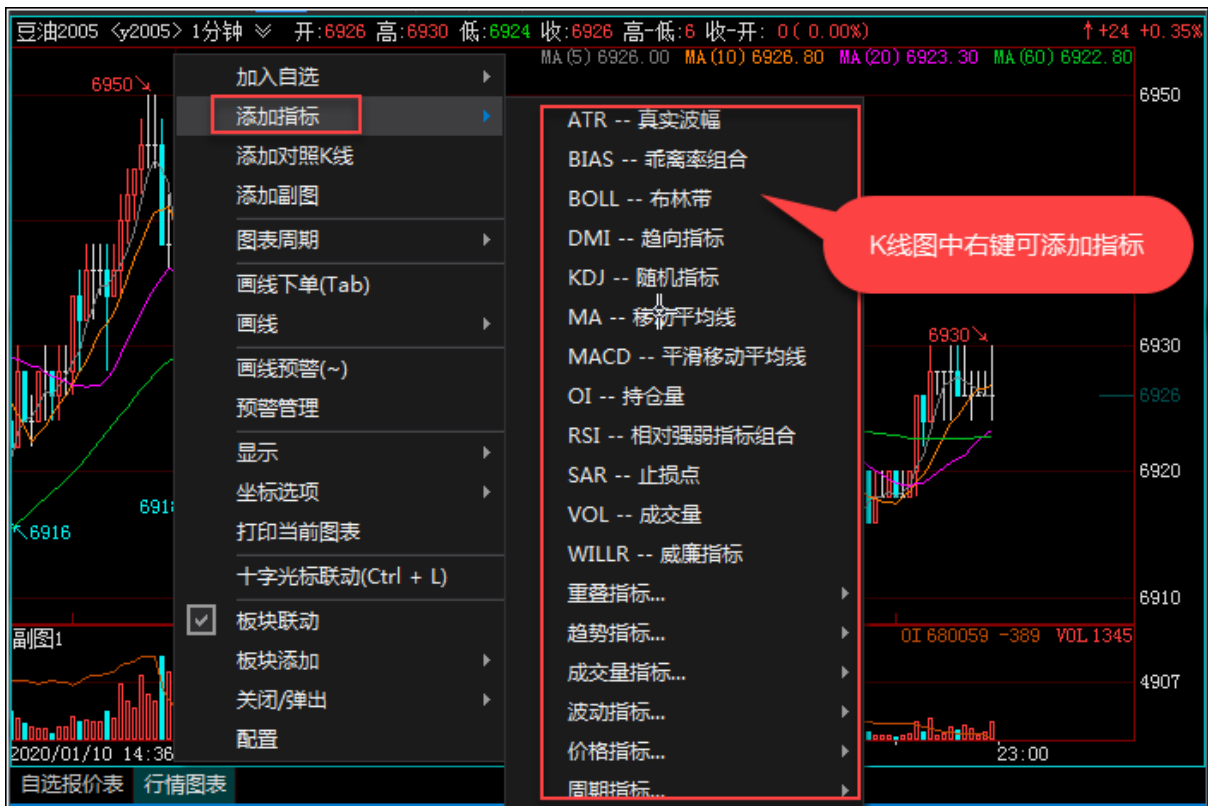 豆油2005 <y2005> 1分钟 开:6926 高:6930 低:6924 收:6926 高-低:6 收-开: 0( 0.00%) ↑+24 +0.35%
MA(5) 6926.00 MA(10) 6926.80 MA(20) 6923.30 MA(60) 6922.80
6950
6950
加入自选
添加指标
添加对照K线
添加副图
图表周期
画线下单(Tab)
画线
画线预警(~)
预警管理
显示
坐标选项
打印当前图表
十字光标联动(Ctrl + L)
板块联动
板块添加
关闭/弹出
配置
ATR -- 真实波幅
BIAS -- 乖离率组合
BOLL -- 布林带
DMI -- 趋向指标
KDJ -- 随机指标
MA -- 移动平均线
MACD -- 平滑移动平均线
OI -- 持仓量
RSI -- 相对强弱指标组合
SAR -- 止损点
VOL -- 成交量
WILLR -- 威廉指标
重叠指标...
趋势指标...
成交量指标...
波动指标...
价格指标...
周期指标...
K线图中右键可添加指标
6930
6930
6926
6920
6916
6910
副图1
OI 680059 -389 VOL 1345
4907
2020/01/10 14:36
23:00
自选报价表 行情图表